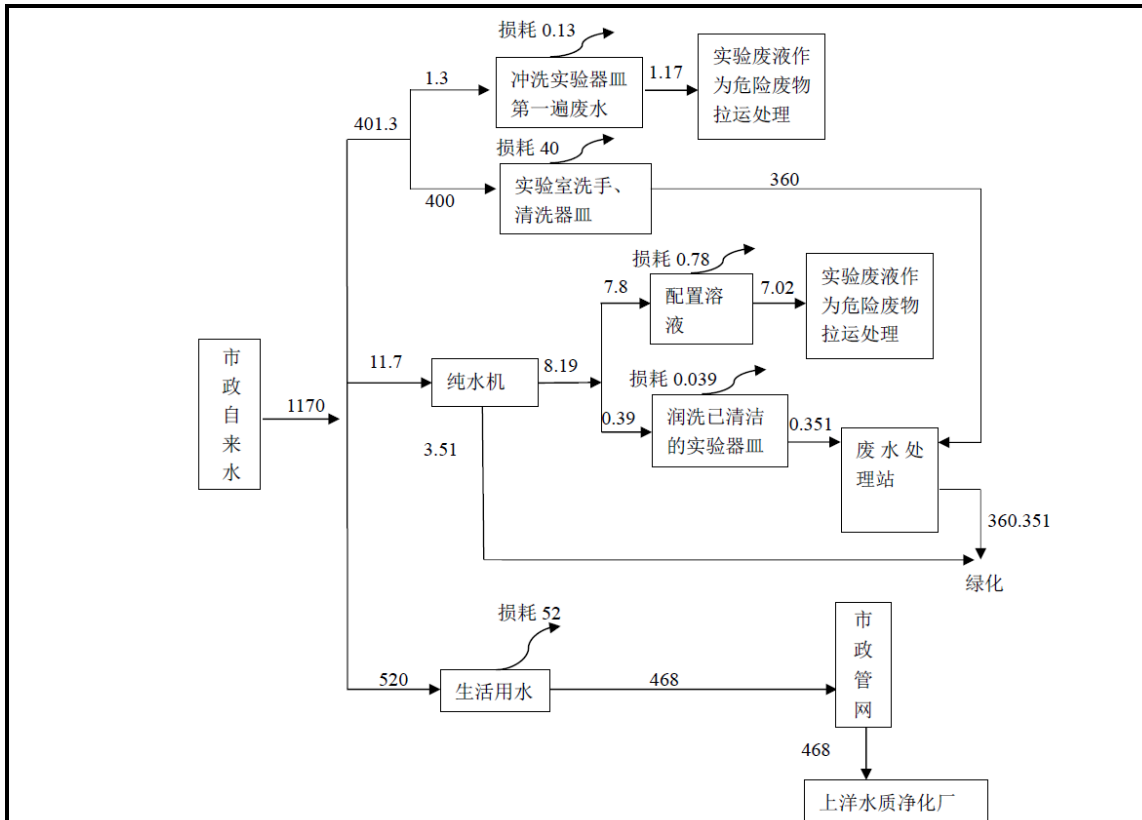 损耗 0.13
冲洗实验器皿
第一遍废水
1.3
1.17
实验废液作
为危险废物
拉运处理
401.3
损耗 40
实验室洗手、
清洗器皿
400
360
损耗 0.78
配置溶
液
7.8
7.02
实验废液作
为危险废物
拉运处理
市
政
自
来
水
1170
11.7
纯水机
8.19
损耗 0.039
0.39
润洗已清洁
的实验器皿
0.351
废水处
理站
3.51
360.351
绿化
损耗 52
520
生活用水
468
市
政
管
网
468
上洋水质净化厂